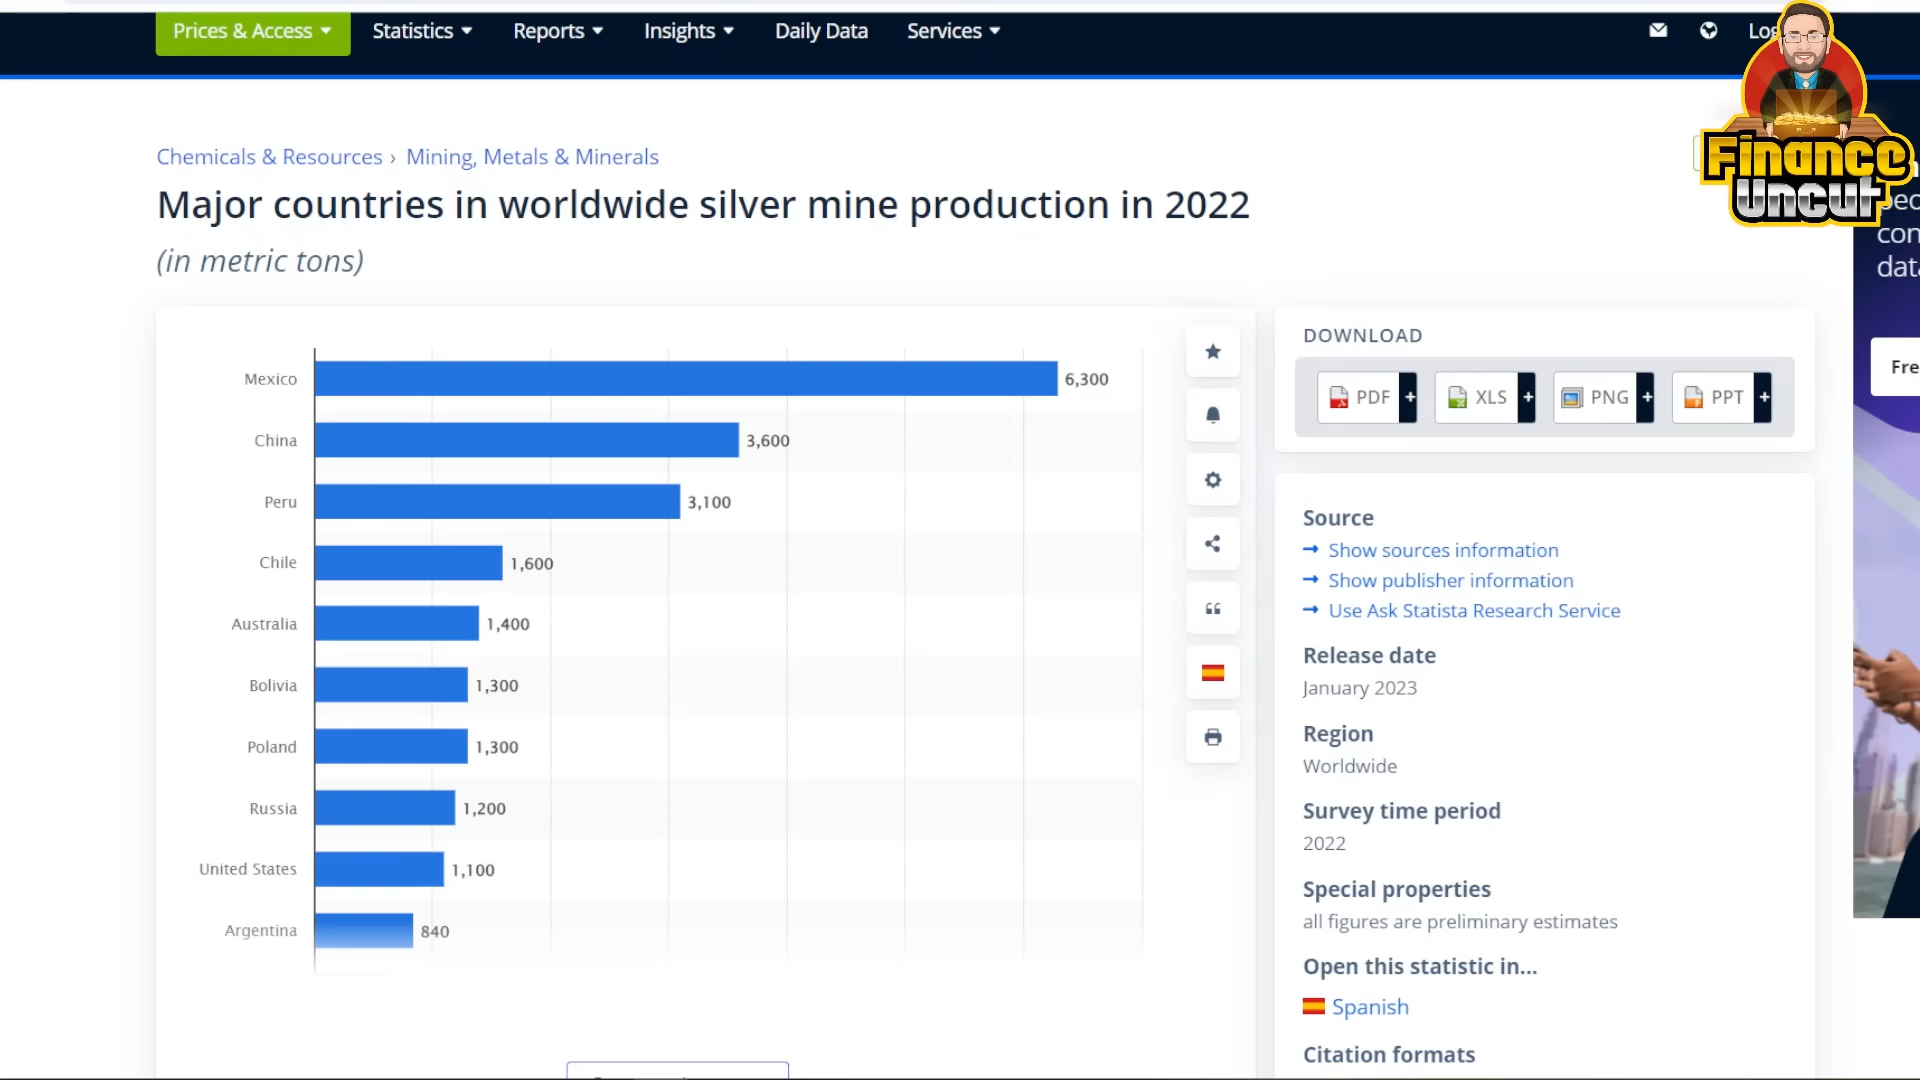 Prices & Access
Statistics
Reports
Insights
Daily Data
Services
Chemicals & Resources › Mining, Metals & Minerals
Major countries in worldwide silver mine production in 2022
(in metric tons)
Finance
Uncut
con
data
Fre
Mexico 6,300
China 3,600
Peru 3,100
Chile 1,600
Australia 1,400
Bolivia 1,300
Poland 1,300
Russia 1,200
United States 1,100
Argentina 840
DOWNLOAD
PDF +
XLS +
PNG +
PPT +
Source
→ Show sources information
→ Show publisher information
→ Use Ask Statista Research Service
Release date
January 2023
Region
Worldwide
Survey time period
2022
Special properties
all figures are preliminary estimates
Open this statistic in...
Spanish
Citation formats